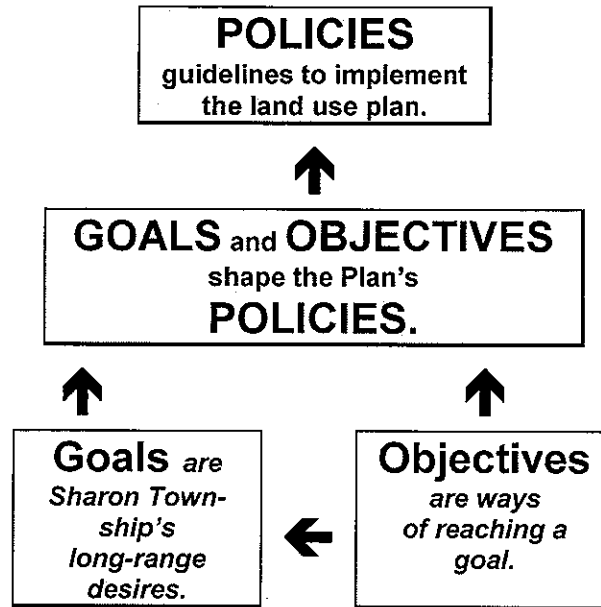 POLICIES
guidelines to implement
the land use plan.
GOALS and OBJECTIVES
shape the Plan's
POLICIES.
Goals are
Sharon Town-
ship's
long-range
desires.
Objectives
are ways
of reaching a
goal.